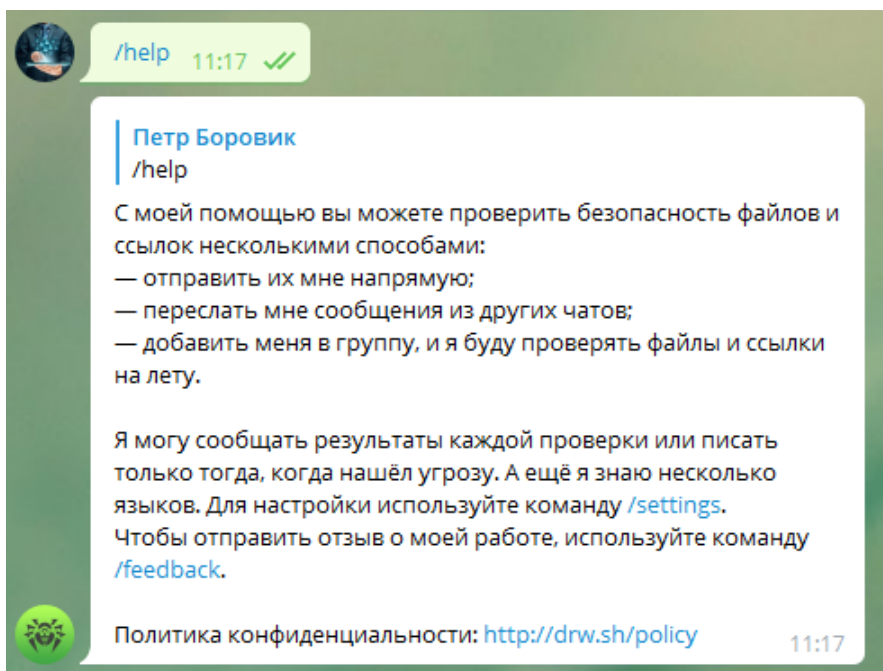 /help 11:17
Петр Боровик
/help
С моей помощью вы можете проверить безопасность файлов и
ссылок несколькими способами:
— отправить их мне напрямую;
— переслать мне сообщения из других чатов;
— добавить меня в группу, и я буду проверять файлы и ссылки
на лету.
Я могу сообщать результаты каждой проверки или писать
только тогда, когда нашёл угрозу. А ещё я знаю несколько
языков. Для настройки используйте команду /settings.
Чтобы отправить отзыв о моей работе, используйте команду
/feedback.
Политика конфиденциальности: http://drw.sh/policy 11:17